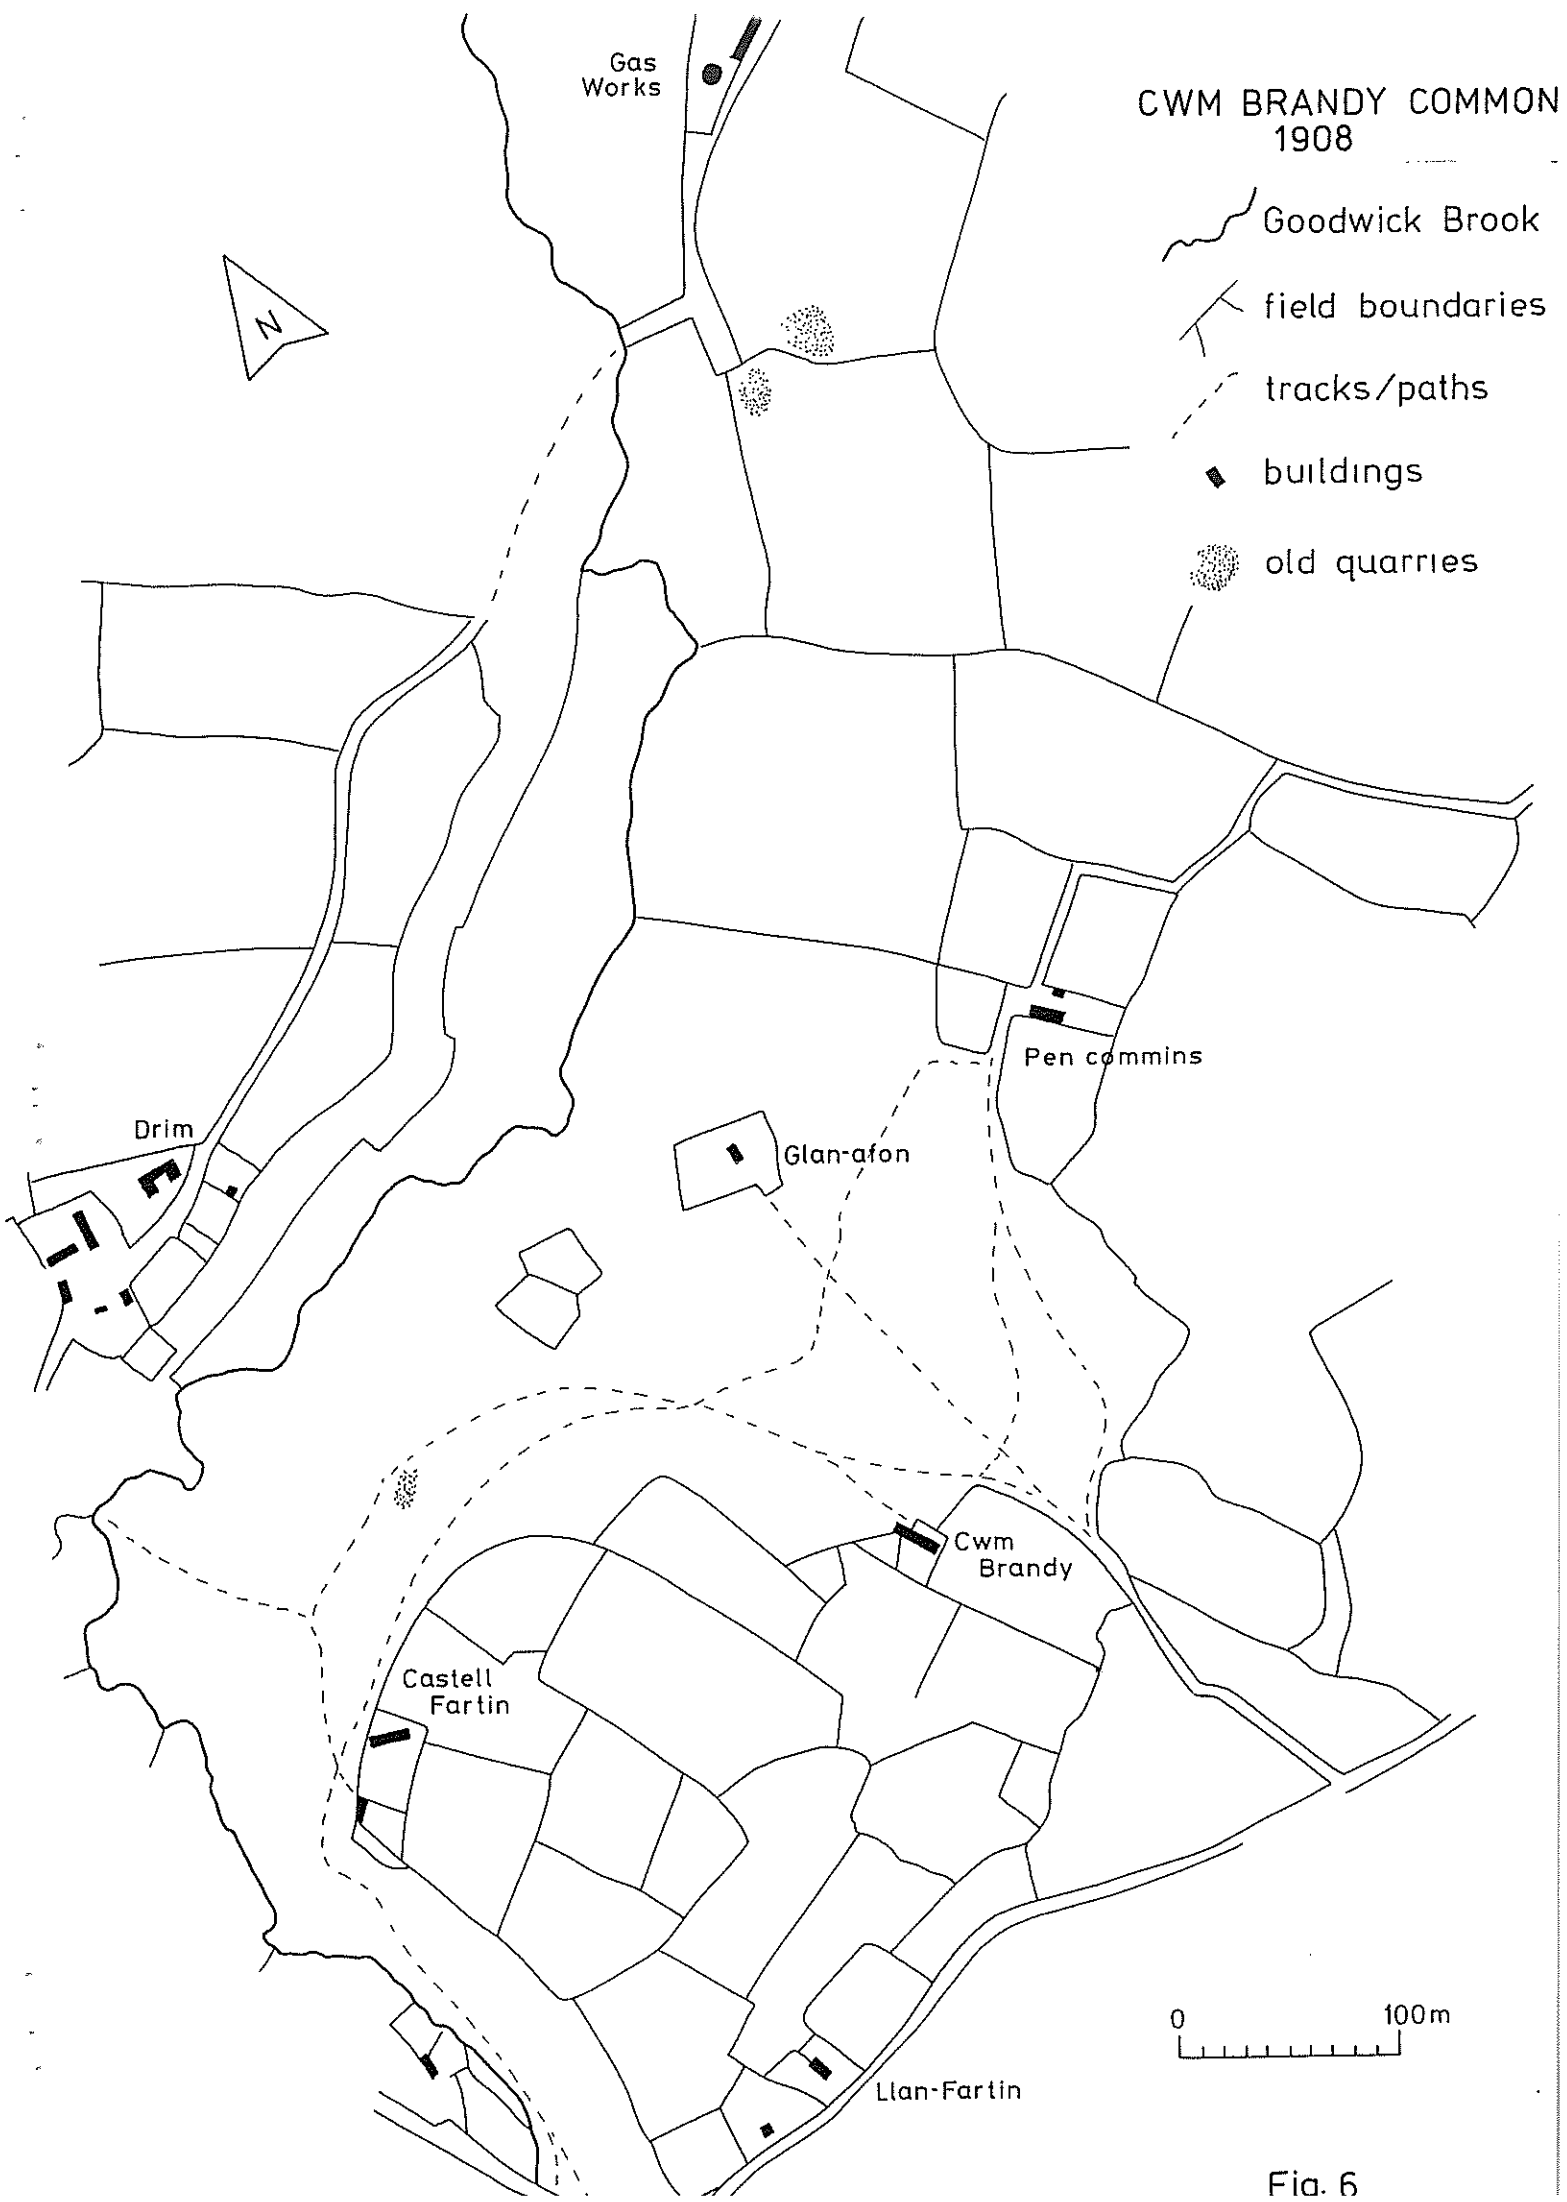 CWM BRANDY COMMON
1908
Goodwick Brook
field boundaries
tracks/paths
buildings
old quarries
Gas
Works
N
Pen commins
Drim
Glan-afon
Cwm
Brandy
Castell
Fartin
0 100m
Llan-Fartin
Fig. 6